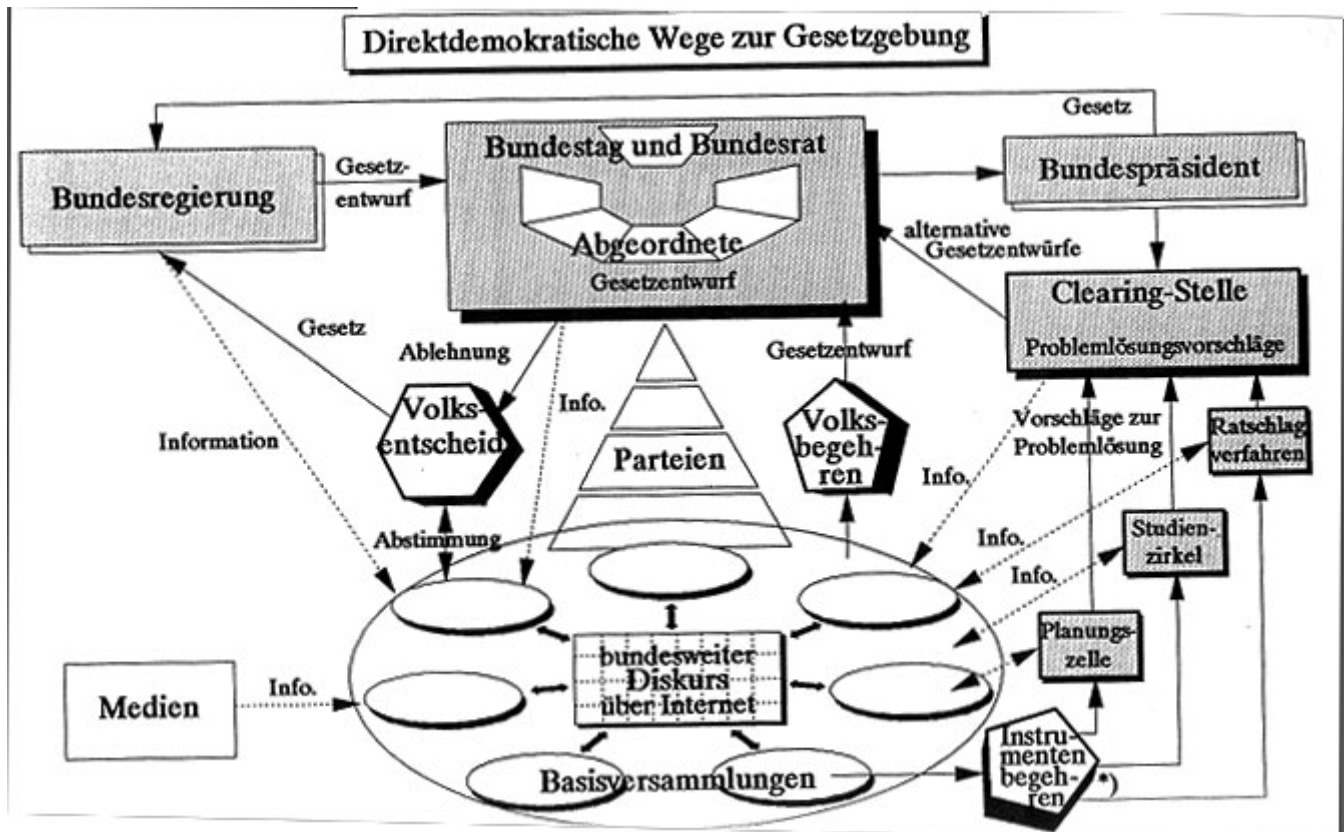 Direktdemokratische Wege zur Gesetzgebung
Gesetz
Bundesregierung
Gesetz-
entwurf
Bundestag und Bundesrat
Abgeordnete
Gesetzentwurf
Bundespräsident
alternative
Gesetzentwürfe
Clearing-Stelle
Problemlösungsvorschläge
Gesetz
Ablehnung
Info.
Gesetzentwurf
Volks-
entscheid
Information
Parteien
Volks-
begeh-
ren
Vorschläge zur
Problemlösung
Ratschlag
verfahren
Info.
Abstimmung
Info.
Studien-
zirkel
Info.
Planungs-
zelle
Medien
Info.
bundesweiter
Diskurs
über Internet
Basisversammlungen
Instru-
menten
begeh-
ren
*)